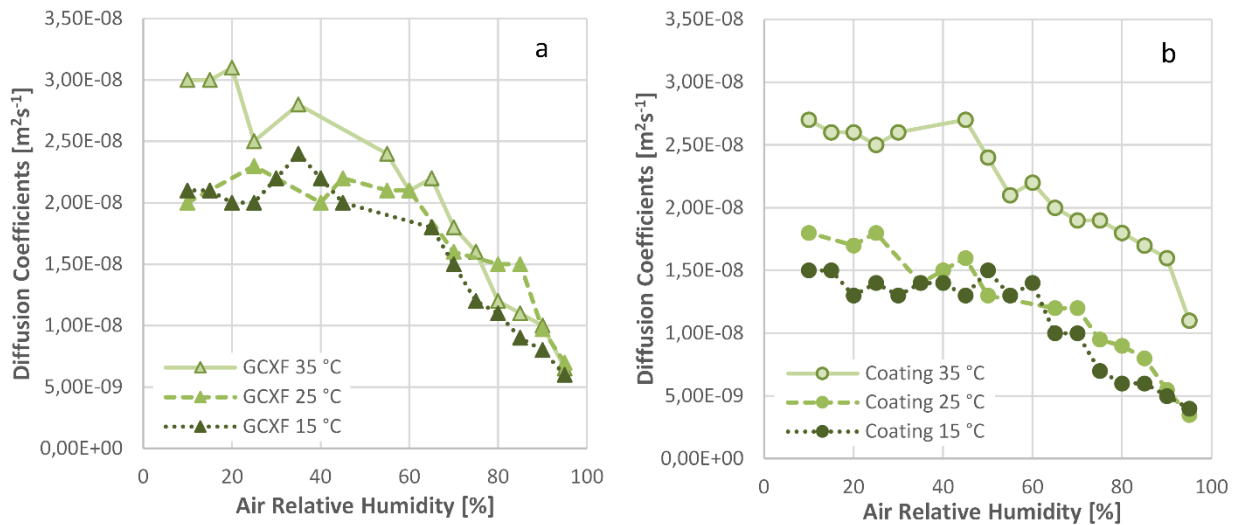 a
Diffusion Coefficients [m²s⁻¹]
3,50E-08
3,00E-08
2,50E-08
2,00E-08
1,50E-08
1,00E-08
5,00E-09
0,00E+00
GCXF 35 °C
GCXF 25 °C
GCXF 15 °C
0 20 40 60 80 100
Air Relative Humidity [%]
b
Diffusion Coefficients [m²s⁻¹]
3,50E-08
3,00E-08
2,50E-08
2,00E-08
1,50E-08
1,00E-08
5,00E-09
0,00E+00
Coating 35 °C
Coating 25 °C
Coating 15 °C
0 20 40 60 80 100
Air Relative Humidity [%]